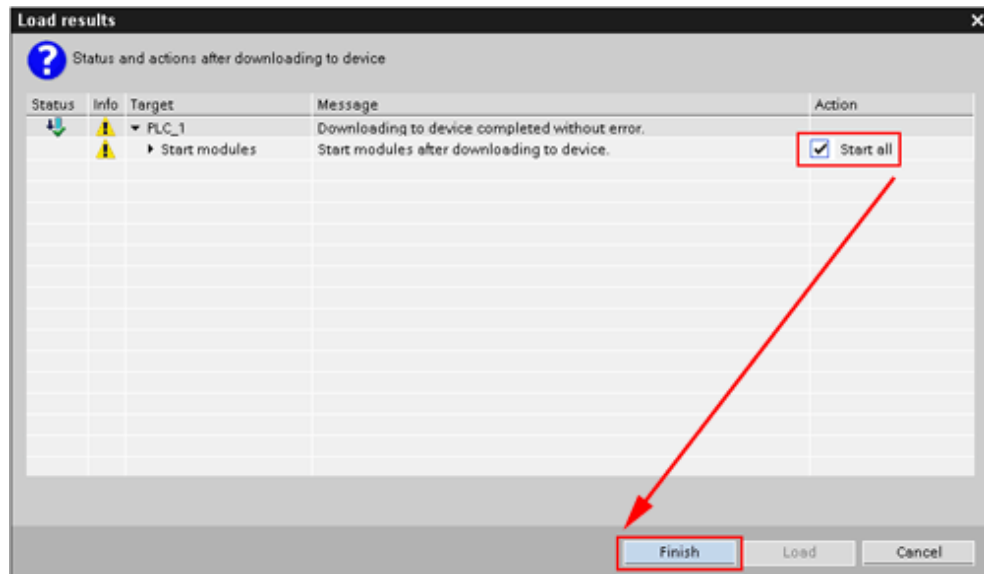 Load results
Status and actions after downloading to device
Status Info Target Message Action
PLC_1 Downloading to device completed without error.
Start modules Start modules after downloading to device. Start all
Finish Load Cancel